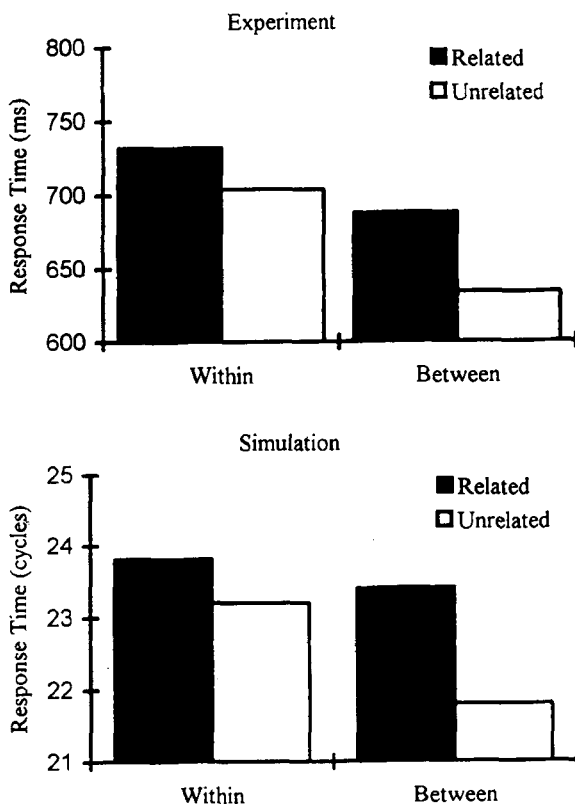 Experiment
Response Time (ms)
800
750
700
650
600
Related
Unrelated
Within
Between
Simulation
Response Time (cycles)
25
24
23
22
21
Related
Unrelated
Within
Between